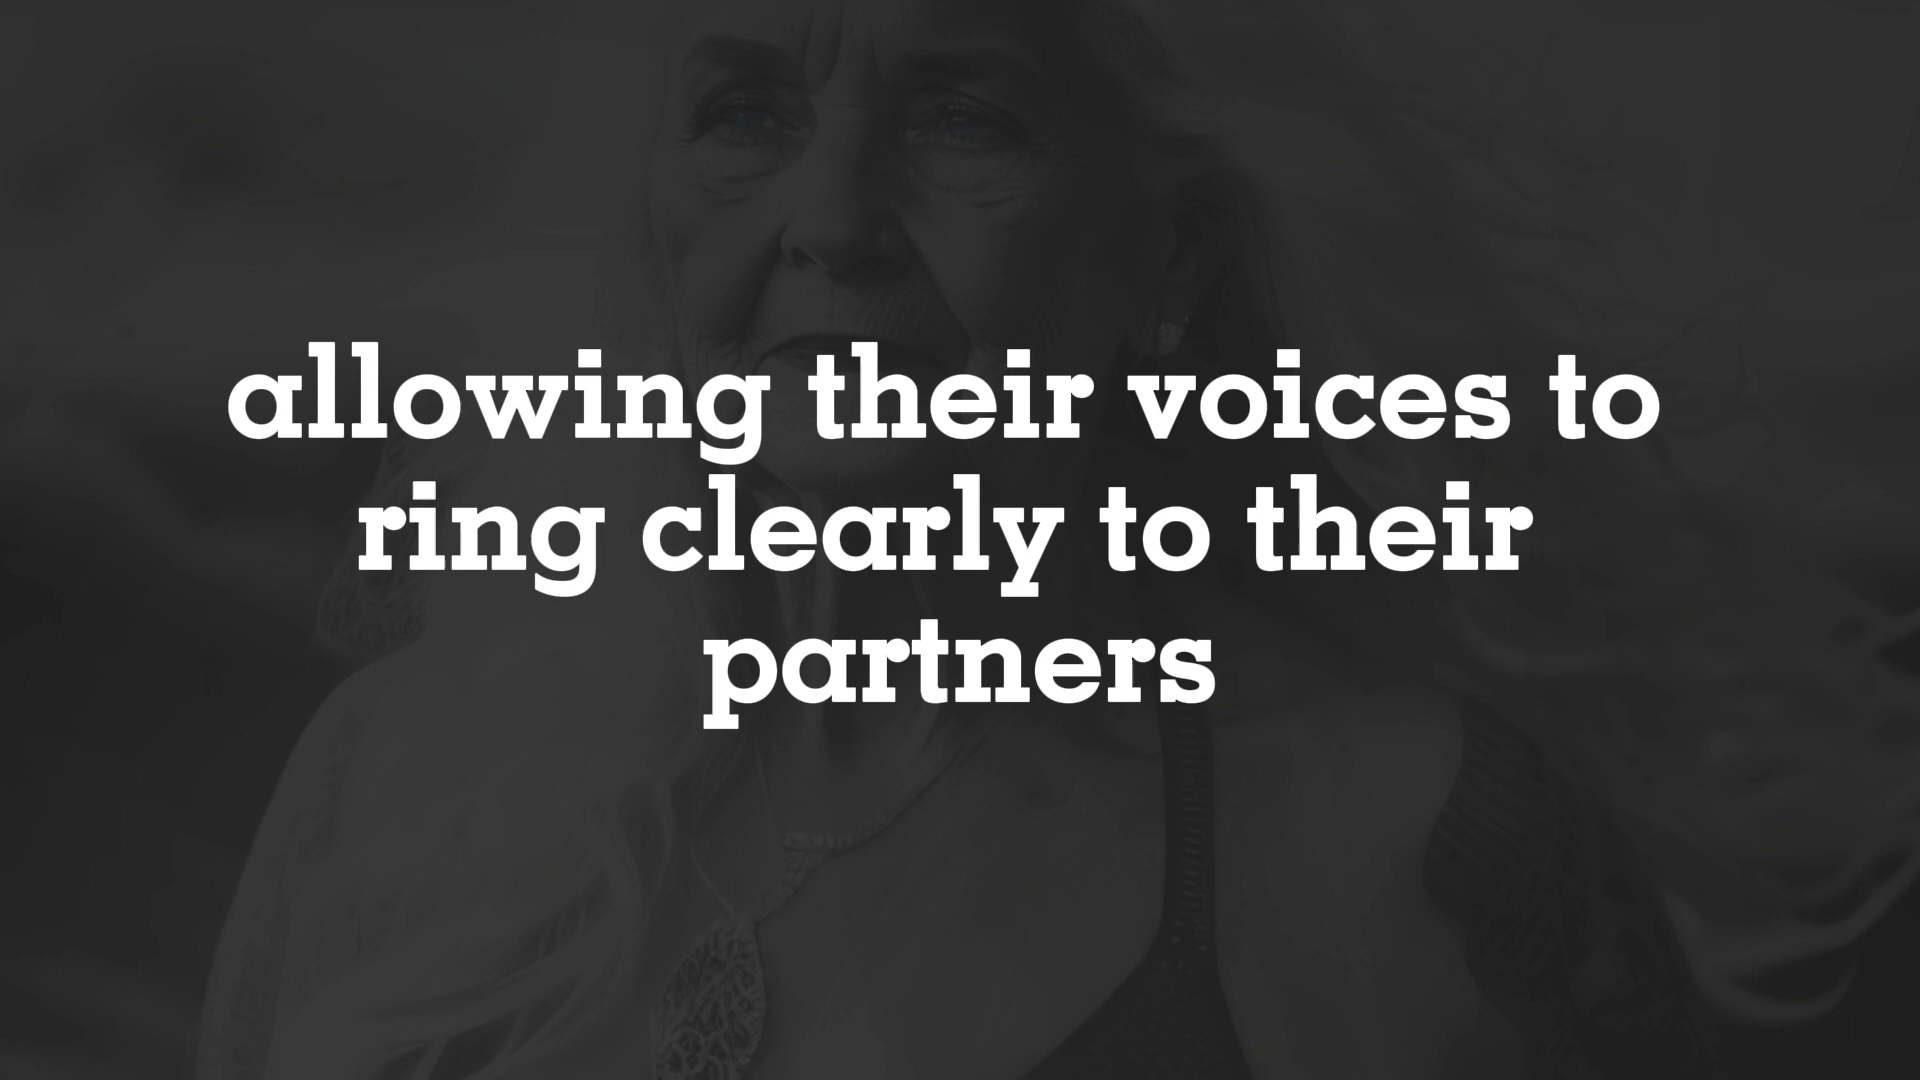 allowing their voices to
ring clearly to their
partners